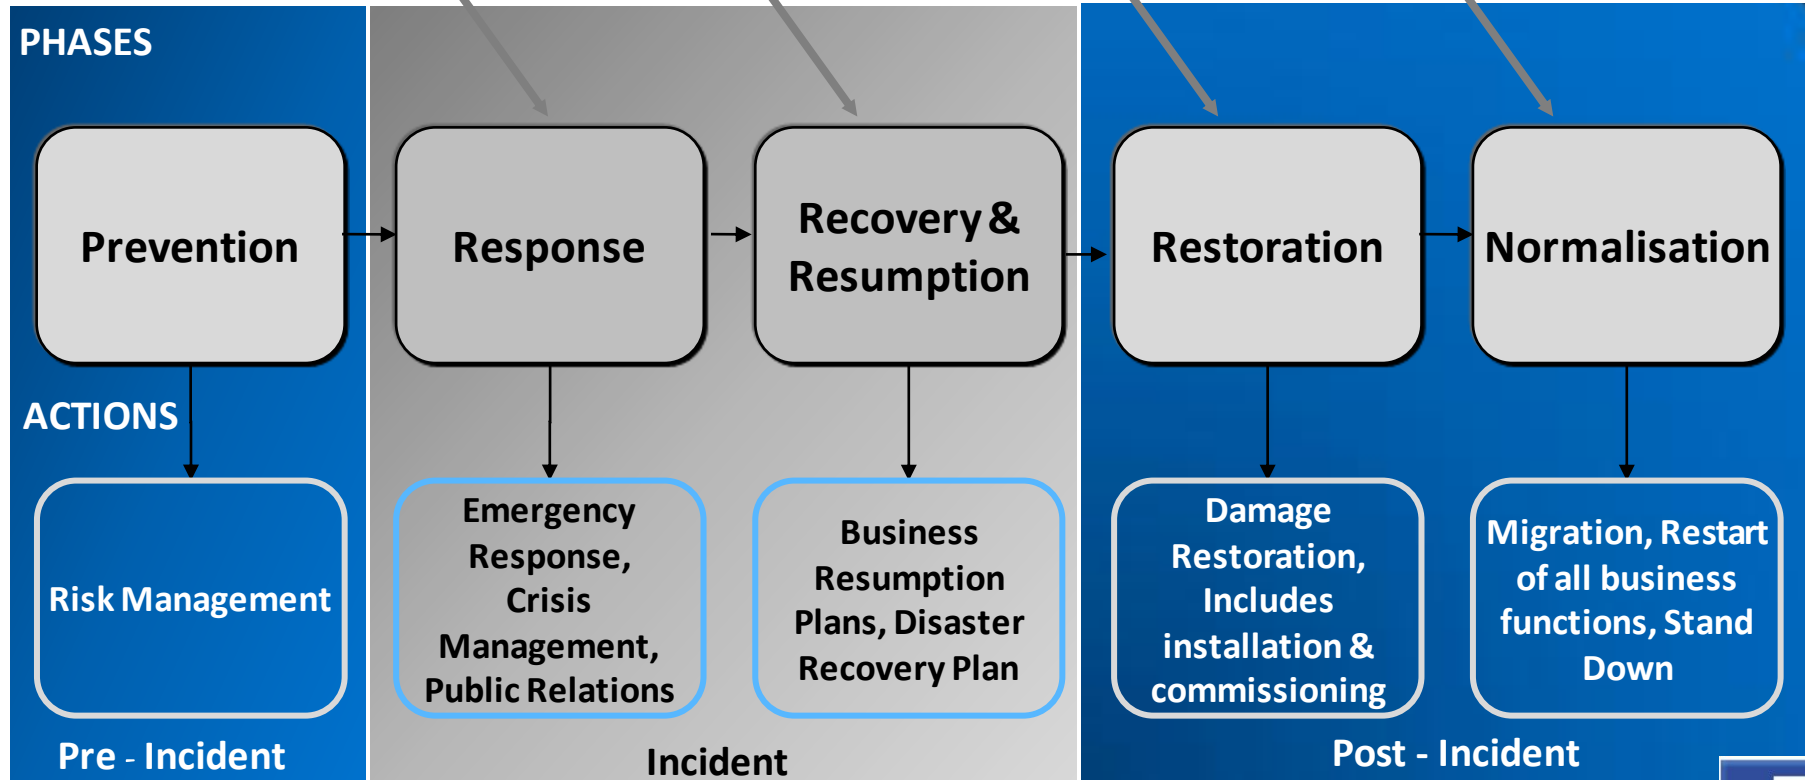 PHASES
Prevention
Response
Recovery &
Resumption
Restoration
Normalisation
ACTIONS
Risk Management
Emergency
Response,
Crisis
Management,
Public Relations
Business
Resumption
Plans, Disaster
Recovery Plan
Damage
Restoration,
Includes
installation &
commissioning
Migration, Restart
of all business
functions, Stand
Down
Pre - Incident
Incident
Post - Incident